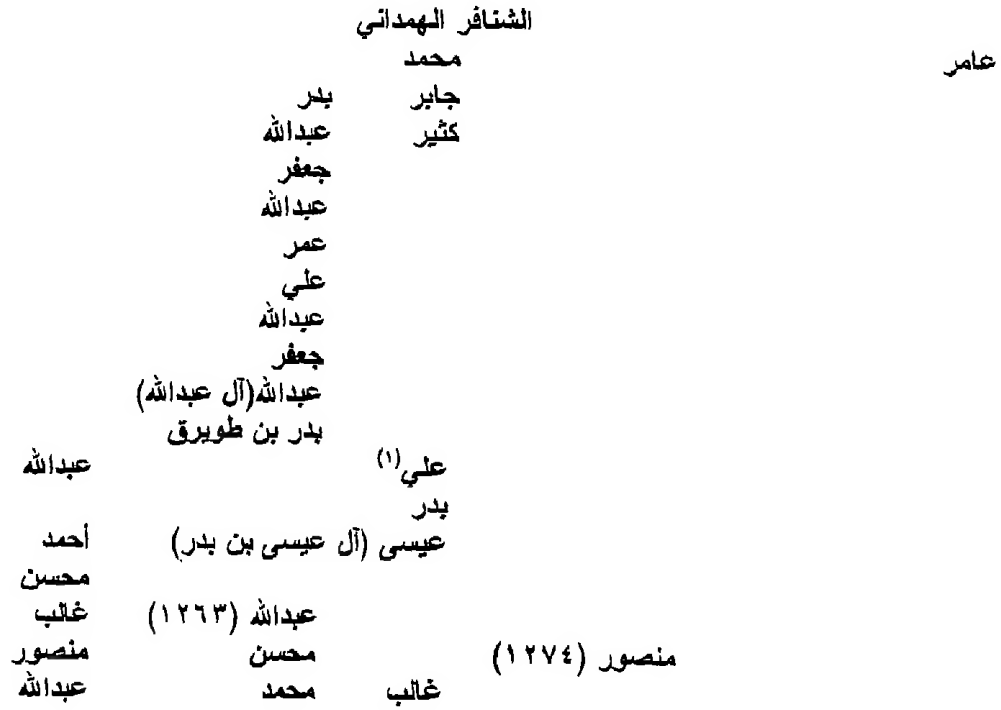 الشنافر الهمداني
عامر محمد
جابر بدر
كثير عبدالله
جعفر
عبدالله
عمر
علي
عبدالله
جعفر
عبدالله(آل عبدالله)
بدر بن طويرق
علي(١) عبدالله
بدر
عيسى (آل عيسى بن بدر) أحمد
محسن
عبدالله (١٢٦٣) غالب
منصور (١٢٧٤) محسن منصور
غالب محمد عبدالله